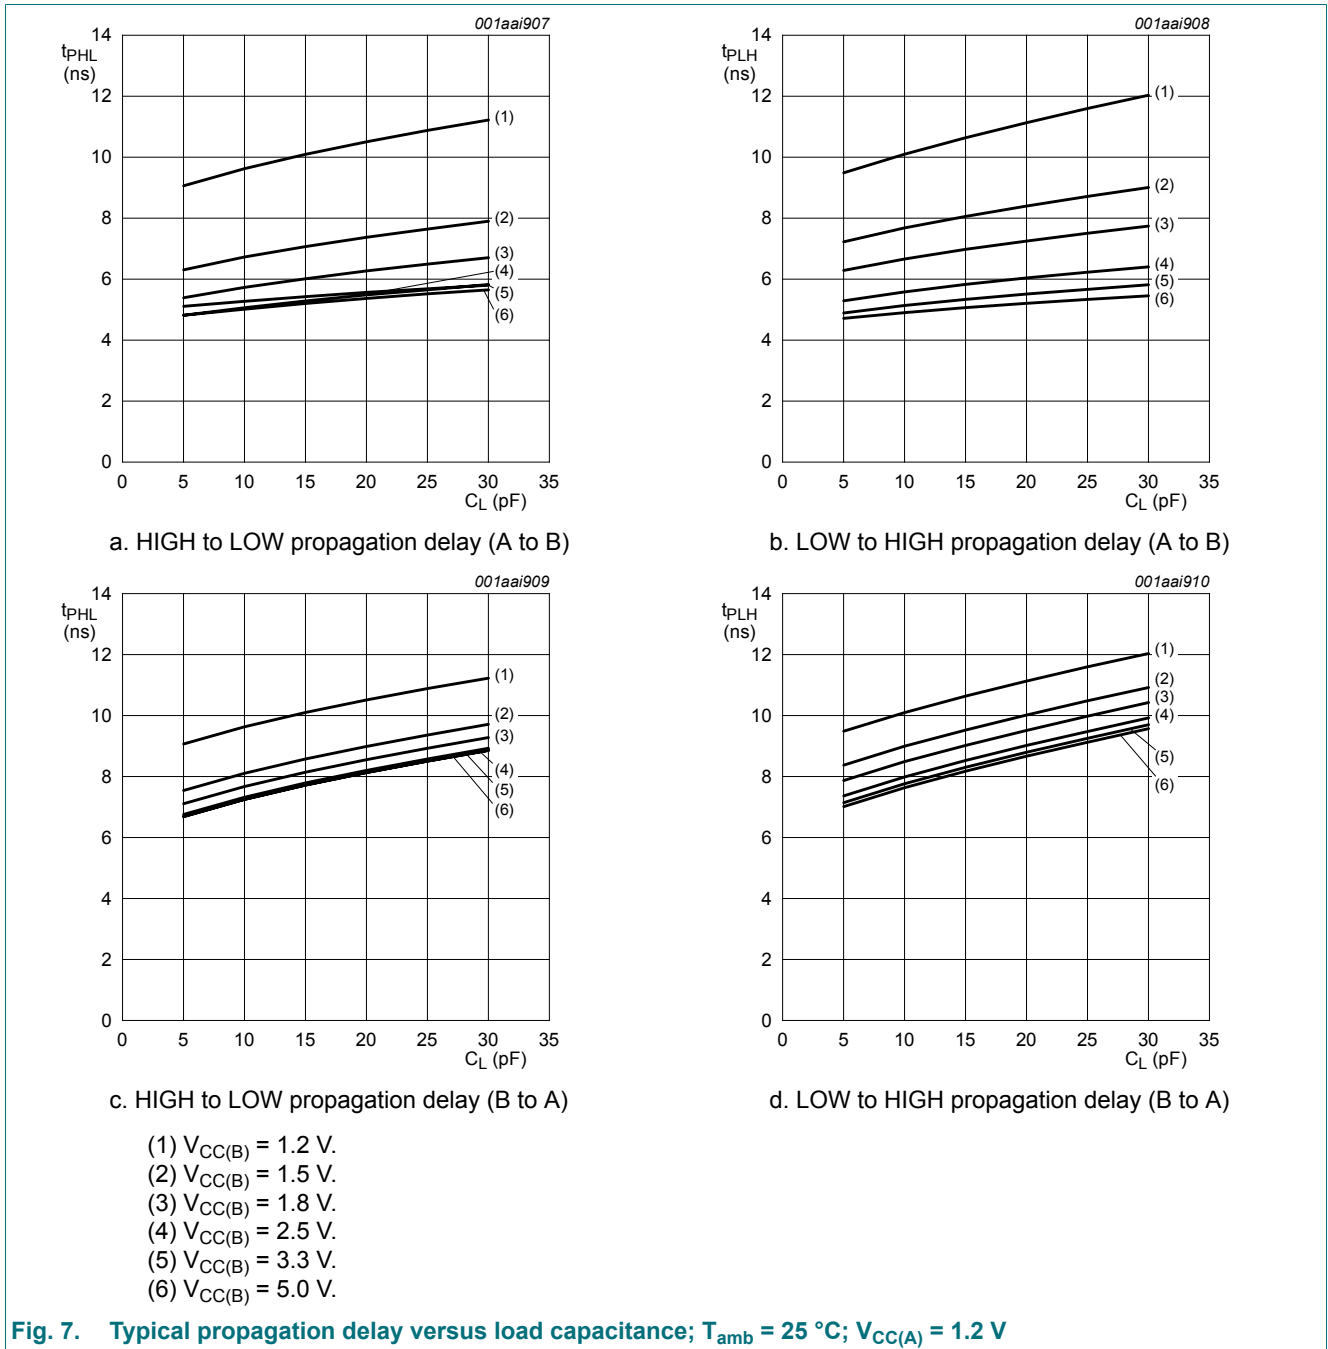 001aai907
14
tPHL
(ns)
12
10
8
6
4
2
0
(1)
(2)
(3)
(4)
(5)
(6)
0 5 10 15 20 25 30 35
CL (pF)
a. HIGH to LOW propagation delay (A to B)
001aai908
14
tPLH
(ns)
12
10
8
6
4
2
0
(1)
(2)
(3)
(4)
(5)
(6)
0 5 10 15 20 25 30 35
CL (pF)
b. LOW to HIGH propagation delay (A to B)
001aai909
14
tPHL
(ns)
12
10
8
6
4
2
0
(1)
(2)
(3)
(4)
(5)
(6)
0 5 10 15 20 25 30 35
CL (pF)
c. HIGH to LOW propagation delay (B to A)
001aai910
14
tPLH
(ns)
12
10
8
6
4
2
0
(1)
(2)
(3)
(4)
(5)
(6)
0 5 10 15 20 25 30 35
CL (pF)
d. LOW to HIGH propagation delay (B to A)
(1) VCC(B) = 1.2 V.
(2) VCC(B) = 1.5 V.
(3) VCC(B) = 1.8 V.
(4) VCC(B) = 2.5 V.
(5) VCC(B) = 3.3 V.
(6) VCC(B) = 5.0 V.
Fig. 7. Typical propagation delay versus load capacitance; Tamb = 25 °C; VCC(A) = 1.2 V